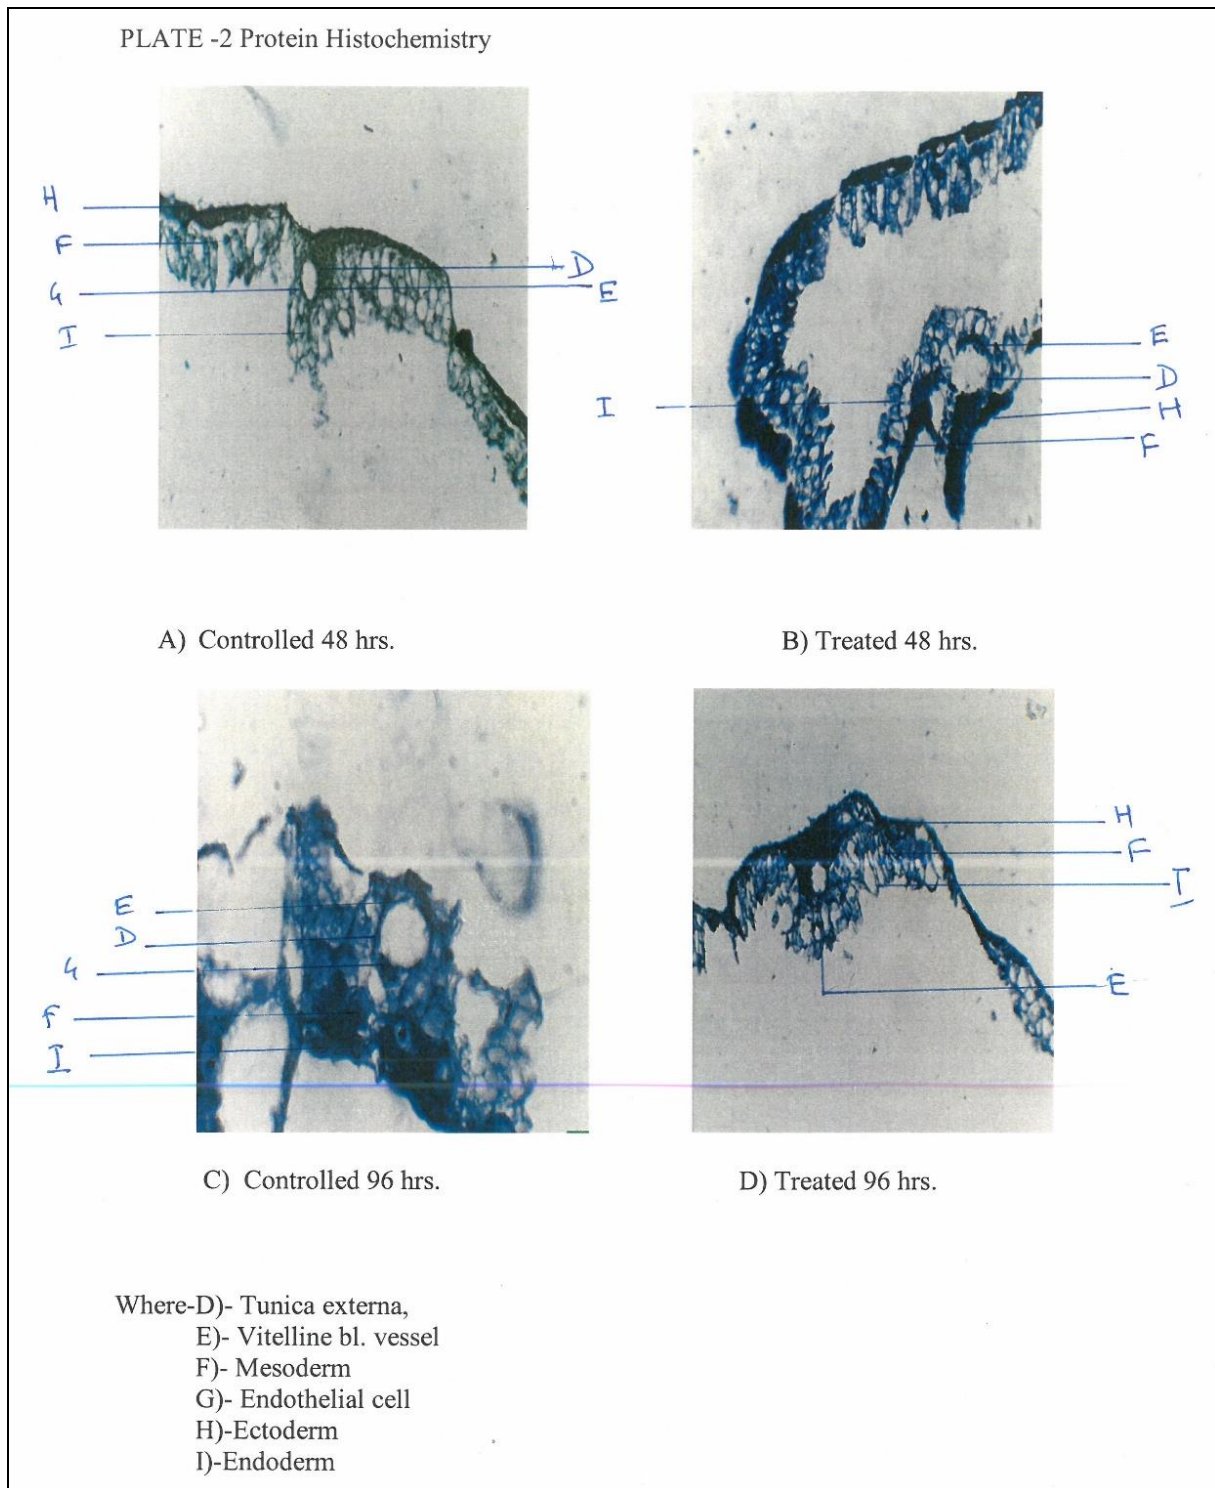 PLATE -2 Protein Histochemistry
H
F
G
I
D
E
I
E
D
H
F
A) Controlled 48 hrs.
B) Treated 48 hrs.
E
D
G
F
I
H
F
I
E
C) Controlled 96 hrs.
D) Treated 96 hrs.
Where-D)- Tunica externa,
E)- Vitelline bl. vessel
F)- Mesoderm
G)- Endothelial cell
H)-Ectoderm
I)-Endoderm